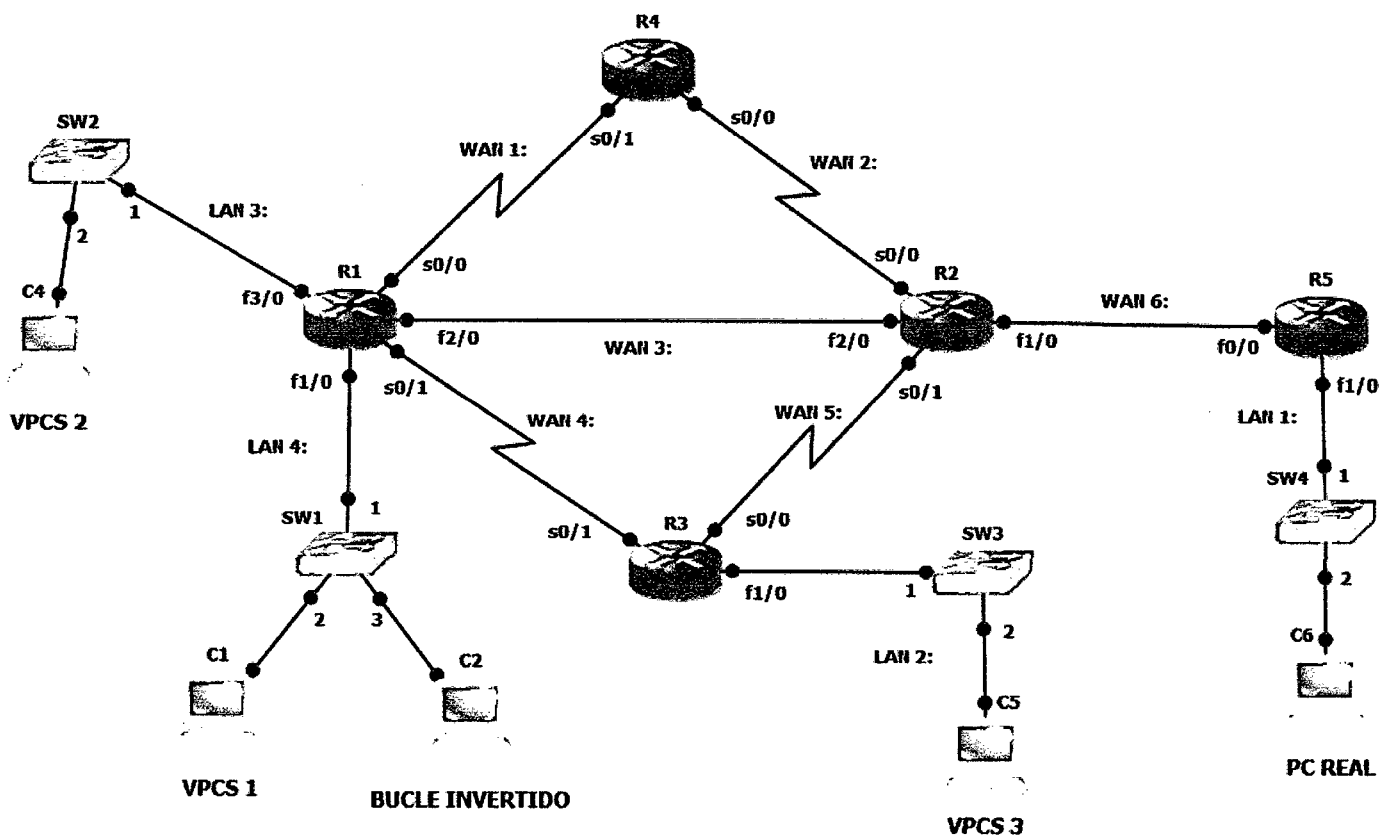 R4
SW2
s0/0
WAN 1:
s0/1
WAN 2:
1
LAN 3:
2
s0/0
R1
s0/0
R2
R5
C4
f3/0
WAN 6:
f2/0
f2/0
f1/0
f0/0
WAN 3:
f1/0
s0/1
s0/1
f1/0
VPCS 2
WAN 4:
WAN 5:
LAN 1:
LAN 4:
1
SW4
1
SW1
s0/1
R3
s0/0
SW3
f1/0
1
2
2
3
2
C1
C2
LAN 2:
C6
C5
VPCS 1
BUCLE INVERTIDO
PC REAL
VPCS 3